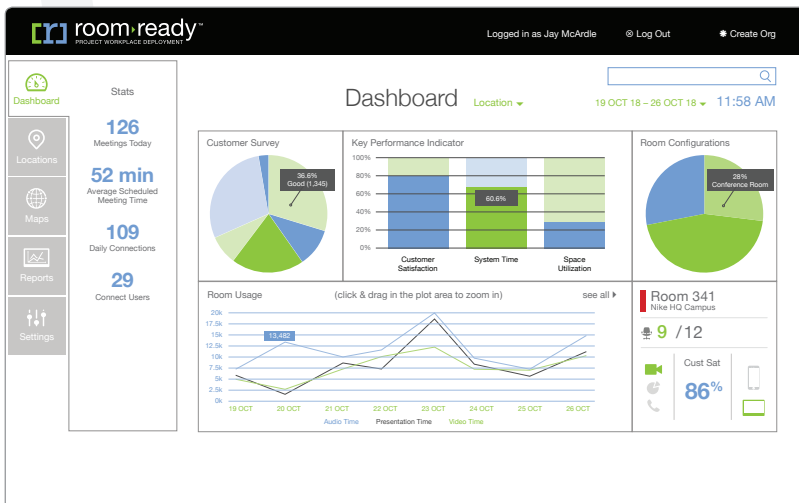 [r] room·ready™
PROJECT WORKPLACE DEPLOYMENT
Logged in as Jay McArdle
Log Out
Create Org
Dashboard
Locations
Maps
Reports
Settings
Stats
126
Meetings Today
52 min
Average Scheduled
Meeting Time
109
Daily Connections
29
Connect Users
Dashboard
Location
19 OCT 18 – 26 OCT 18
11:58 AM
Customer Survey
36.6%
Good (1,345)
Key Performance Indicator
100%
80%
60%
40%
20%
0%
60.6%
Customer
Satisfaction
System Time
Space
Utilization
Room Configurations
28%
Conference Room
Room Usage
(click & drag in the plot area to zoom in)
see all
20k
17.5k
15k
12.5k
10k
7.5k
5k
2.5k
0k
13,482
19 OCT
20 OCT
21 OCT
22 OCT
23 OCT
24 OCT
25 OCT
26 OCT
Audio Time
Presentation Time
Video Time
Room 341
Nike HQ Campus
9 /12
Cust Sat
86%